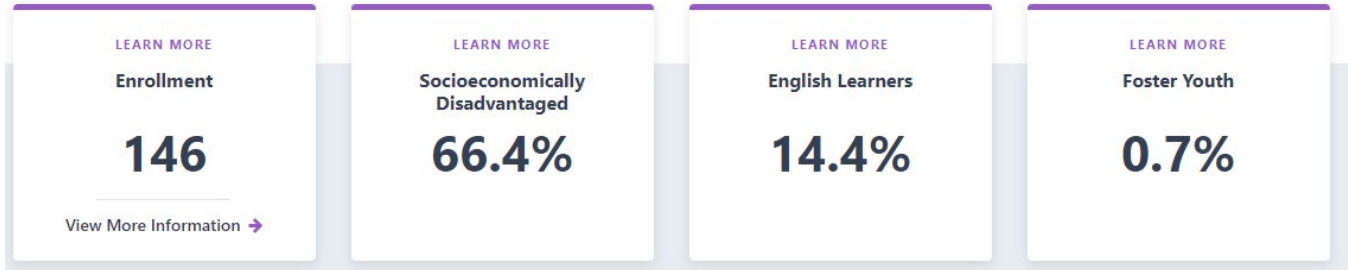 LEARN MORE
Enrollment
146
View More Information
LEARN MORE
Socioeconomically
Disadvantaged
66.4%
LEARN MORE
English Learners
14.4%
LEARN MORE
Foster Youth
0.7%